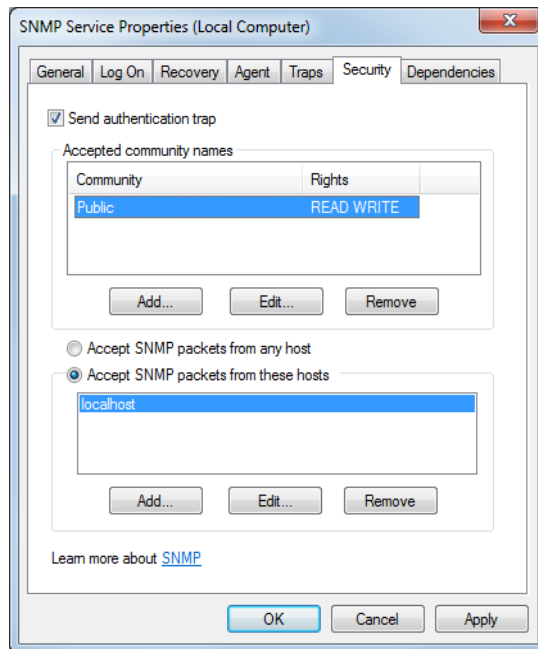 SNMP Service Properties (Local Computer)
General Log On Recovery Agent Traps Security Dependencies
Send authentication trap
Accepted community names
Community Rights
Public READ WRITE
Add... Edit... Remove
Accept SNMP packets from any host
Accept SNMP packets from these hosts
localhost
Add... Edit... Remove
Learn more about SNMP
OK Cancel Apply